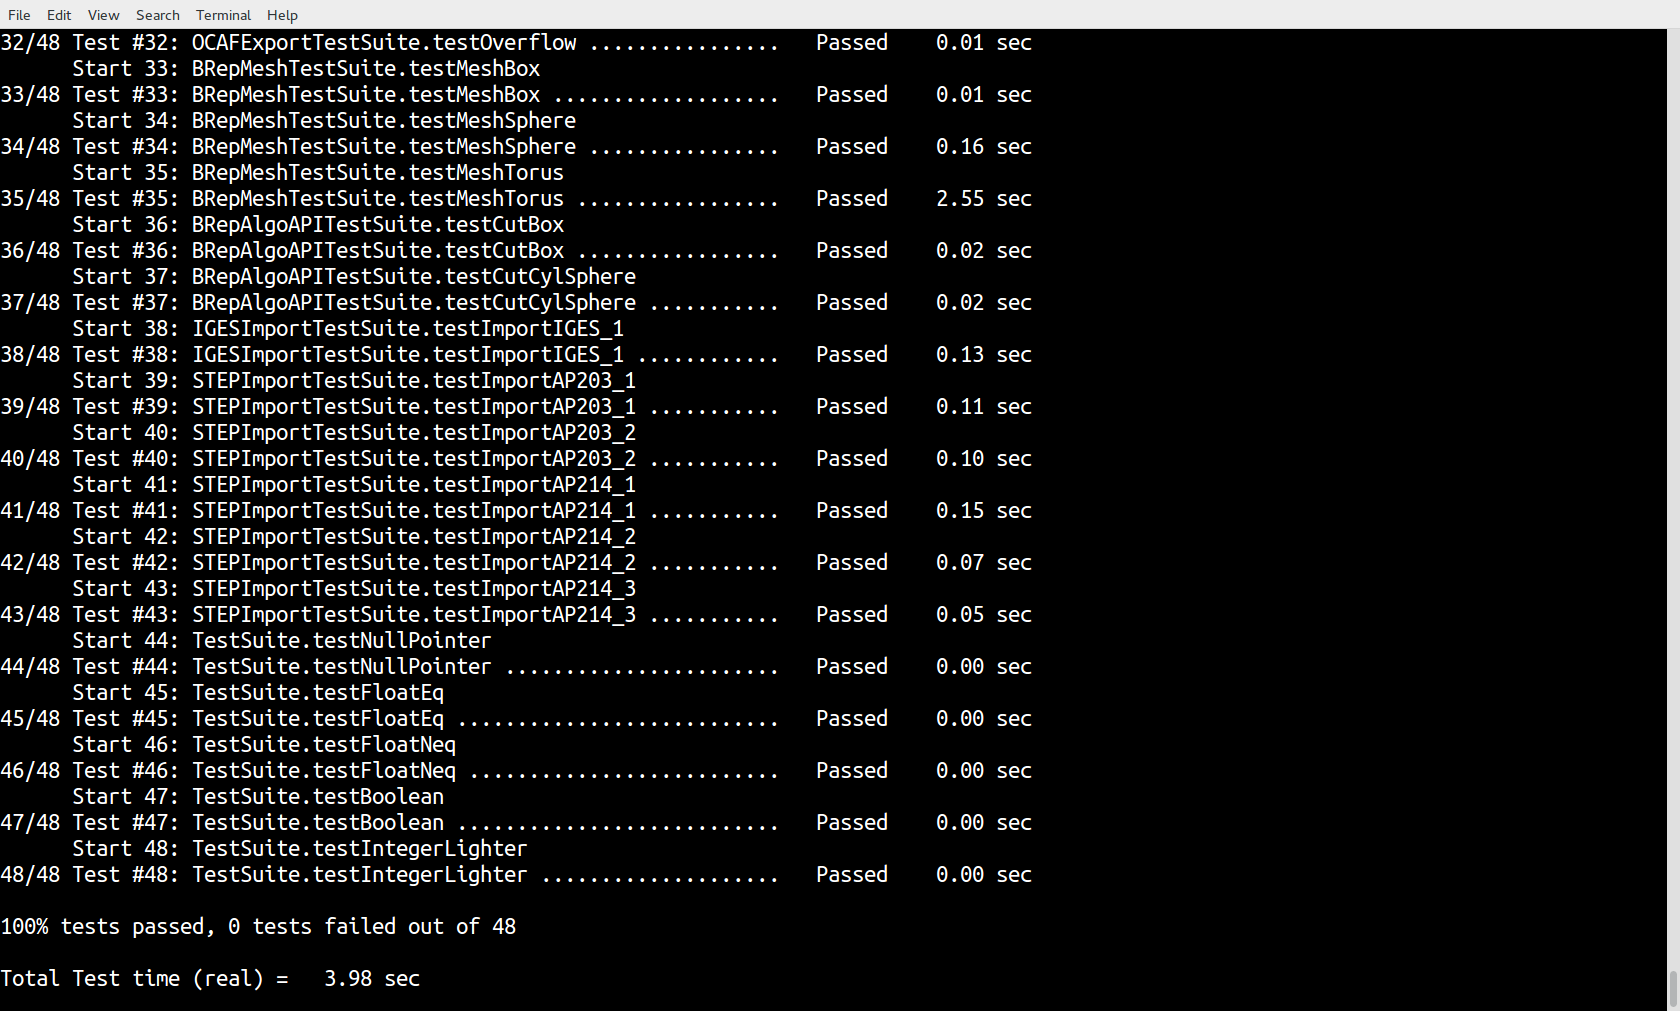 File Edit View Search Terminal Help
32/48 Test #32: OCAFExportTestSuite.testOverflow ................   Passed    0.01 sec
      Start 33: BRepMeshTestSuite.testMeshBox
33/48 Test #33: BRepMeshTestSuite.testMeshBox ...................   Passed    0.01 sec
      Start 34: BRepMeshTestSuite.testMeshSphere
34/48 Test #34: BRepMeshTestSuite.testMeshSphere ................   Passed    0.16 sec
      Start 35: BRepMeshTestSuite.testMeshTorus
35/48 Test #35: BRepMeshTestSuite.testMeshTorus .................   Passed    2.55 sec
      Start 36: BRepAlgoAPITestSuite.testCutBox
36/48 Test #36: BRepAlgoAPITestSuite.testCutBox .................   Passed    0.02 sec
      Start 37: BRepAlgoAPITestSuite.testCutCylSphere
37/48 Test #37: BRepAlgoAPITestSuite.testCutCylSphere ...........   Passed    0.02 sec
      Start 38: IGESImportTestSuite.testImportIGES_1
38/48 Test #38: IGESImportTestSuite.testImportIGES_1 ............   Passed    0.13 sec
      Start 39: STEPImportTestSuite.testImportAP203_1
39/48 Test #39: STEPImportTestSuite.testImportAP203_1 ...........   Passed    0.11 sec
      Start 40: STEPImportTestSuite.testImportAP203_2
40/48 Test #40: STEPImportTestSuite.testImportAP203_2 ...........   Passed    0.10 sec
      Start 41: STEPImportTestSuite.testImportAP214_1
41/48 Test #41: STEPImportTestSuite.testImportAP214_1 ...........   Passed    0.15 sec
      Start 42: STEPImportTestSuite.testImportAP214_2
42/48 Test #42: STEPImportTestSuite.testImportAP214_2 ...........   Passed    0.07 sec
      Start 43: STEPImportTestSuite.testImportAP214_3
43/48 Test #43: STEPImportTestSuite.testImportAP214_3 ...........   Passed    0.05 sec
      Start 44: TestSuite.testNullPointer
44/48 Test #44: TestSuite.testNullPointer .......................   Passed    0.00 sec
      Start 45: TestSuite.testFloatEq
45/48 Test #45: TestSuite.testFloatEq ...........................   Passed    0.00 sec
      Start 46: TestSuite.testFloatNeq
46/48 Test #46: TestSuite.testFloatNeq ..........................   Passed    0.00 sec
      Start 47: TestSuite.testBoolean
47/48 Test #47: TestSuite.testBoolean ...........................   Passed    0.00 sec
      Start 48: TestSuite.testIntegerLighter
48/48 Test #48: TestSuite.testIntegerLighter ....................   Passed    0.00 sec
100% tests passed, 0 tests failed out of 48
Total Test time (real) =   3.98 sec